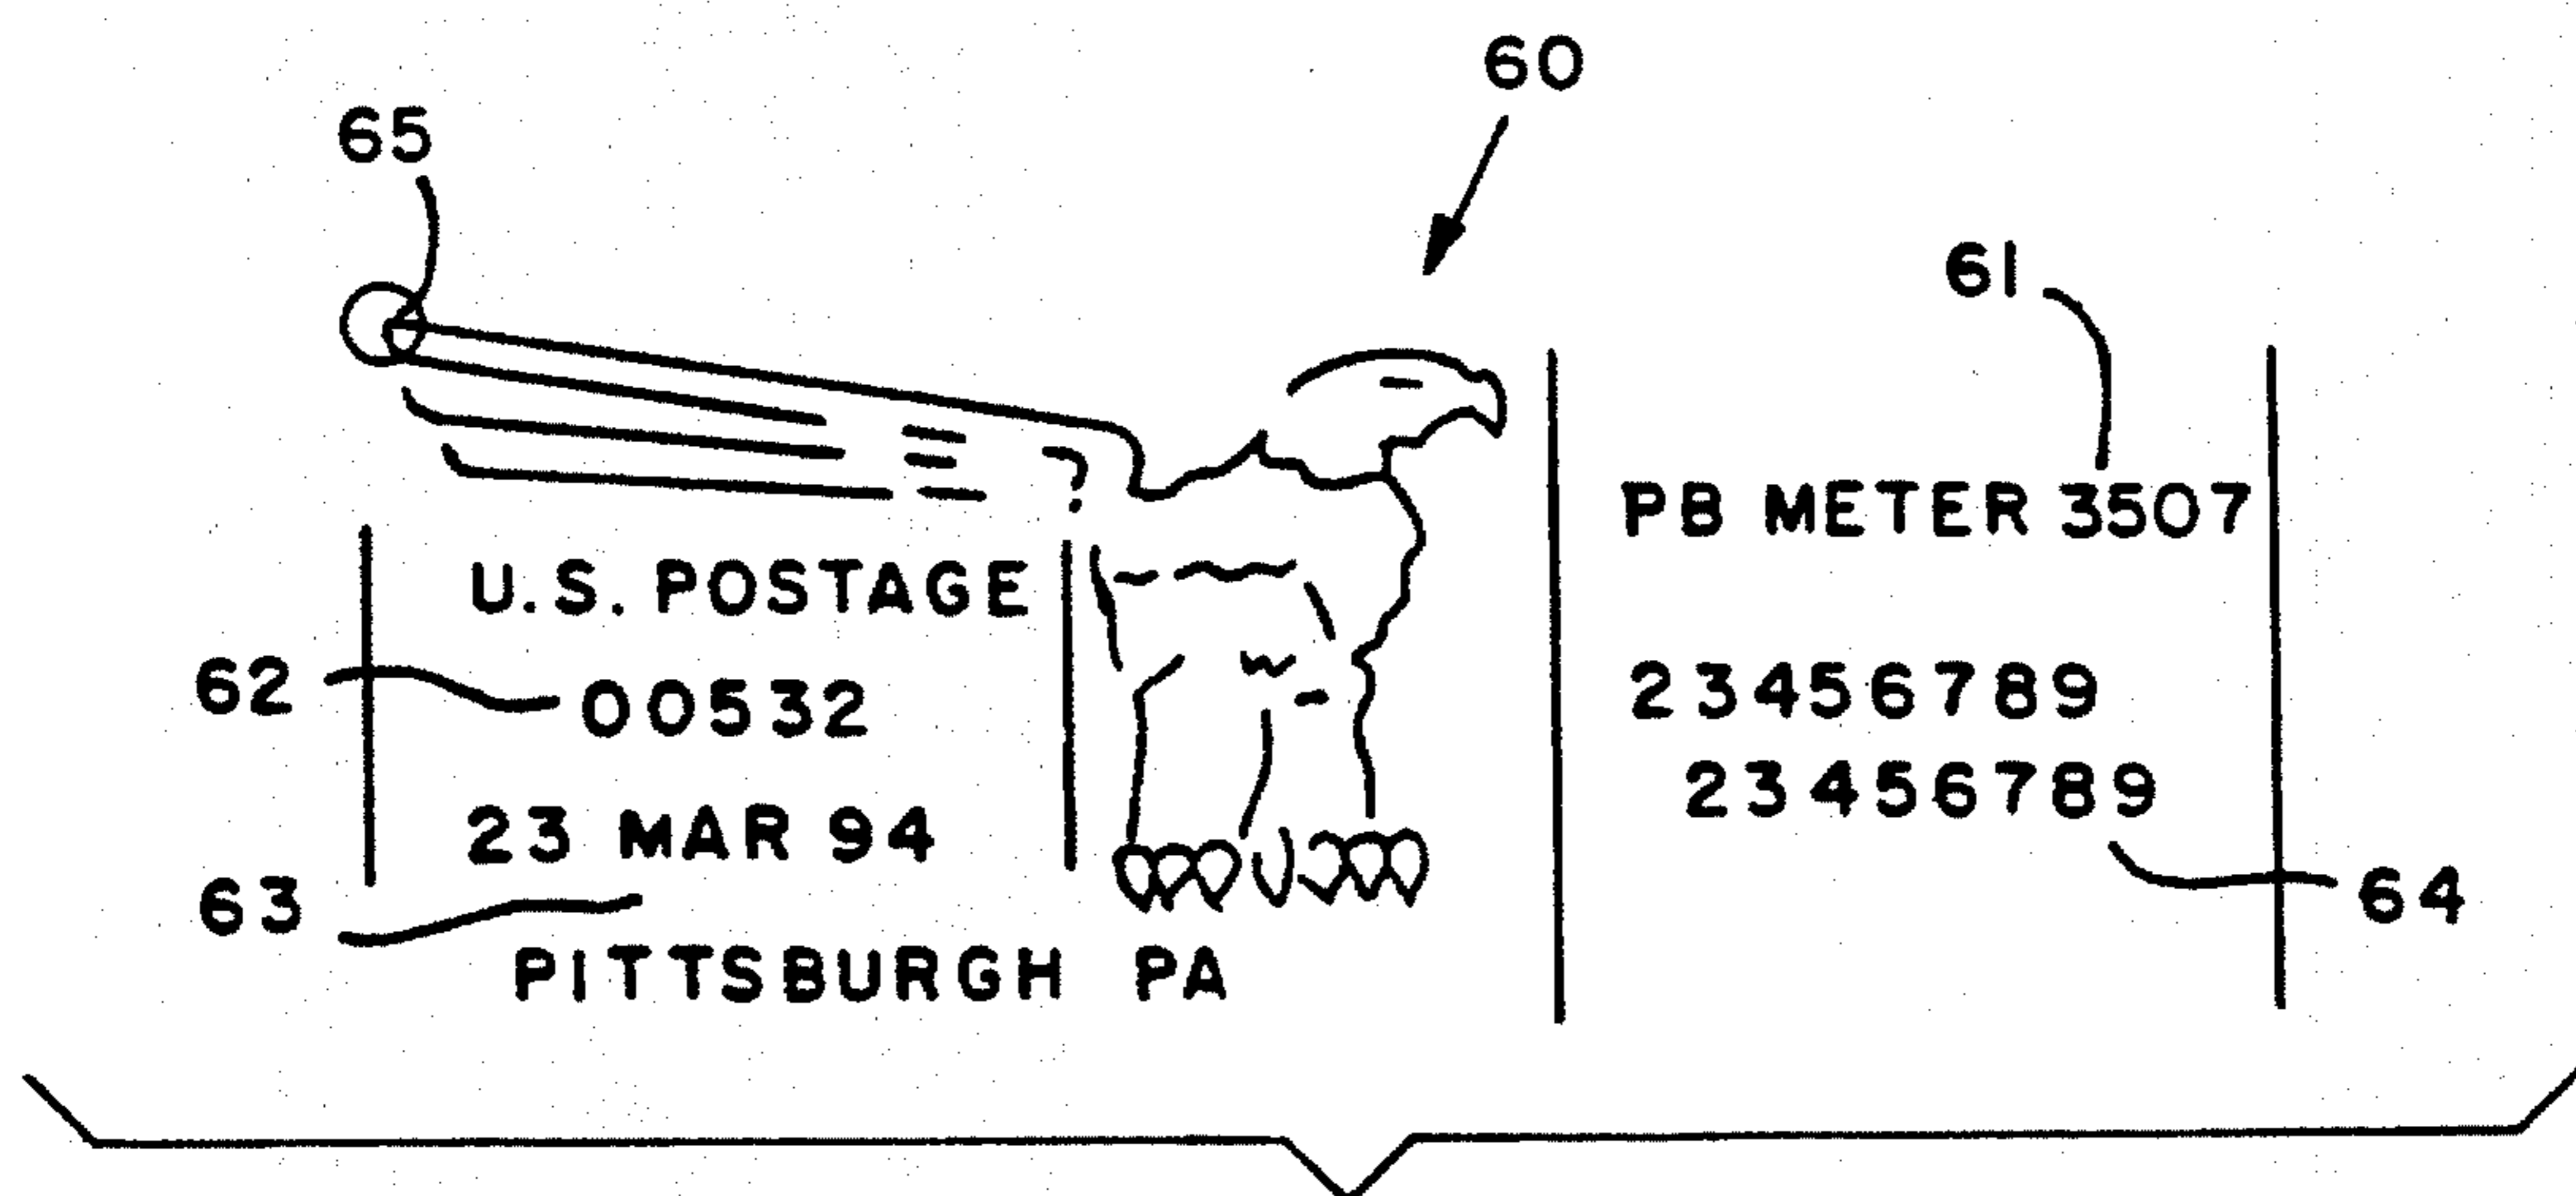 60
65
61
PB METER 3507
U.S. POSTAGE
62
00532
23456789
23456789
23 MAR 94
63
64
PITTSBURGH PA